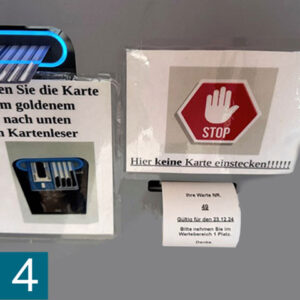 en Sie die Karte
m goldenem
nach unten
n Kartenleser
STOP
Hier keine Karte einstecken!!!!!!
Ihre Warte NR.
49
Gültig für den 23.12.24
Bitte nehmen Sie im
Wartebereich 1 Platz.
Danke
4